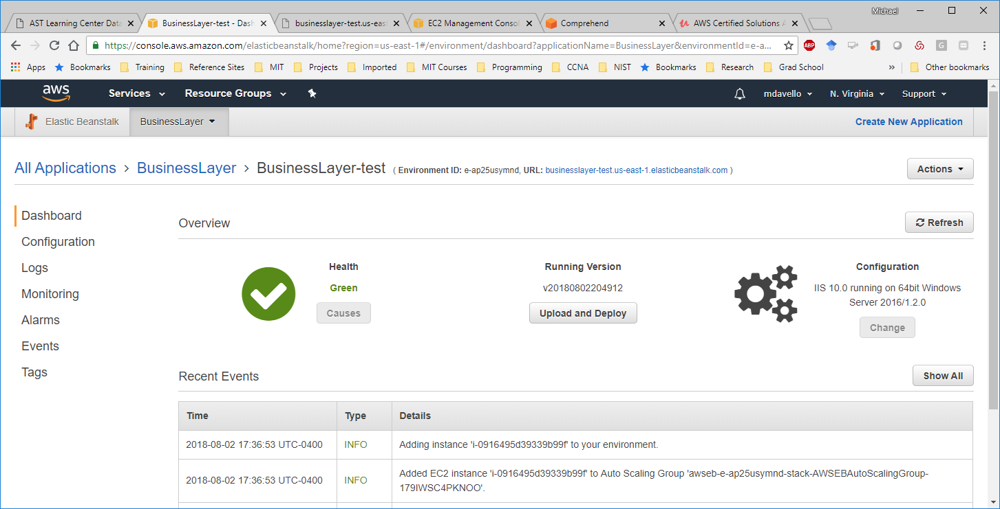 Michael
AST Learning Center Data
BusinessLayer-test - Dash
businesslayer-test.us-east
EC2 Management Consol
Comprehend
AWS Certified Solutions A
https://console.aws.amazon.com/elasticbeanstalk/home?region=us-east-1#/environment/dashboard?applicationName=BusinessLayer&environmentId=e-a...
ABP
G
Apps Bookmarks Training Reference Sites MIT Projects Imported MIT Courses Programming CCNA NIST Bookmarks Research Grad School » Other bookmarks
aws Services Resource Groups mdavello N. Virginia Support
Elastic Beanstalk BusinessLayer Create New Application
All Applications > BusinessLayer > BusinessLayer-test ( Environment ID: e-ap25usymnd, URL: businesslayer-test.us-east-1.elasticbeanstalk.com ) Actions
Dashboard
Configuration
Logs
Monitoring
Alarms
Events
Tags
Overview Refresh
Health
Green
Causes
Running Version
v20180802204912
Upload and Deploy
Configuration
IIS 10.0 running on 64bit Windows
Server 2016/1.2.0
Change
Recent Events Show All
Time Type Details
2018-08-02 17:36:53 UTC-0400 INFO Adding instance 'i-0916495d39339b99f' to your environment.
2018-08-02 17:36:53 UTC-0400 INFO Added EC2 instance 'i-0916495d39339b99f' to Auto Scaling Group 'awseb-e-ap25usymnd-stack-AWSEBAutoScalingGroup-
179IWSC4PKNOO'.